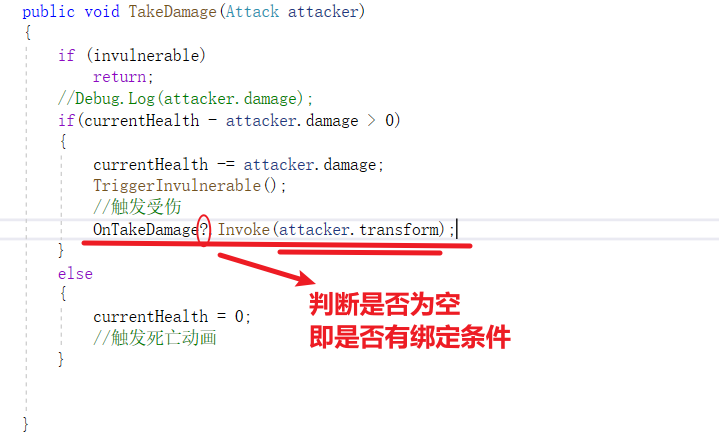 public void TakeDamage(Attack attacker)
{
if (invulnerable)
return;
//Debug.Log(attacker.damage);
if(currentHealth - attacker.damage > 0)
{
currentHealth -= attacker.damage;
TriggerInvulnerable();
//触发受伤
OnTakeDamage? Invoke(attacker.transform);
}
else
{
currentHealth = 0;
//触发死亡动画
}
}
判断是否为空
即是否有绑定条件